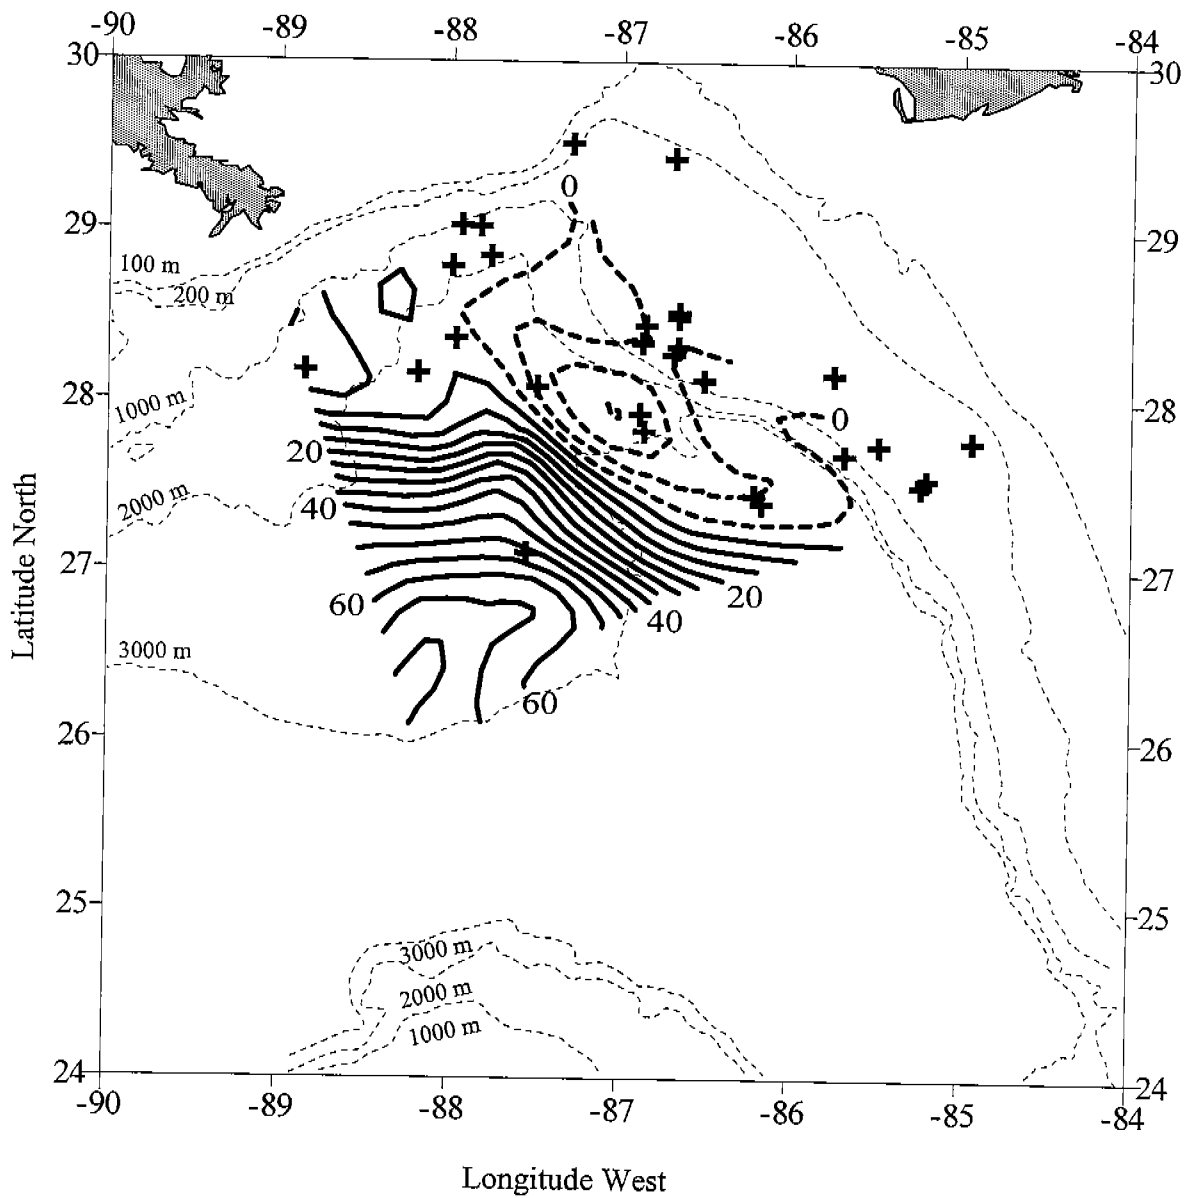 -90 -89 -88 -87 -86 -85 -84
30 30
0
29 29
100 m
200 m
28 0 28
1000 m
20
2000 m
40
27 27
60 20
40
3000 m
60
26 26
25 25
3000 m
2000 m
1000 m
24 24
-90 -89 -88 -87 -86 -85 -84
Latitude North
Longitude West